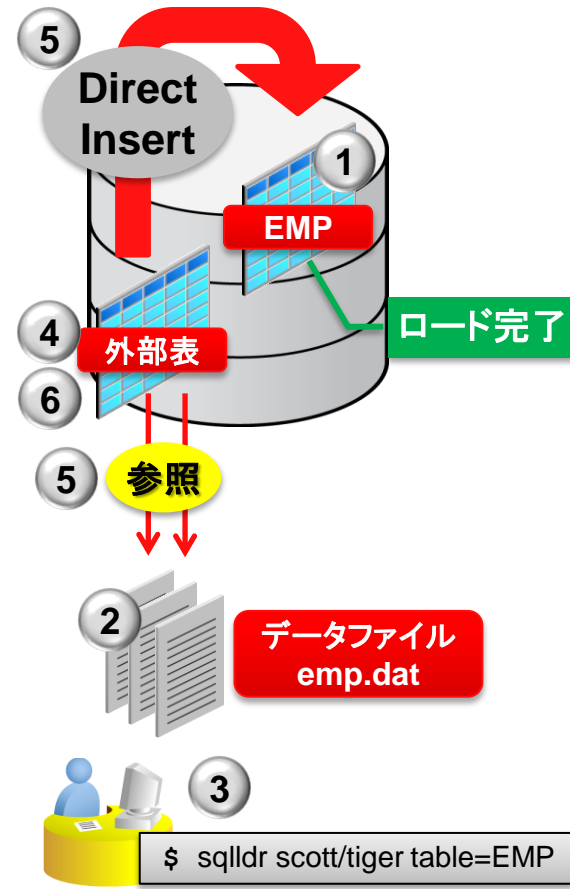 5
Direct
Insert
1
EMP
ロード完了
4
外部表
6
5
参照
2
データファイル
emp.dat
3
$ sqlldr scott/tiger table=EMP